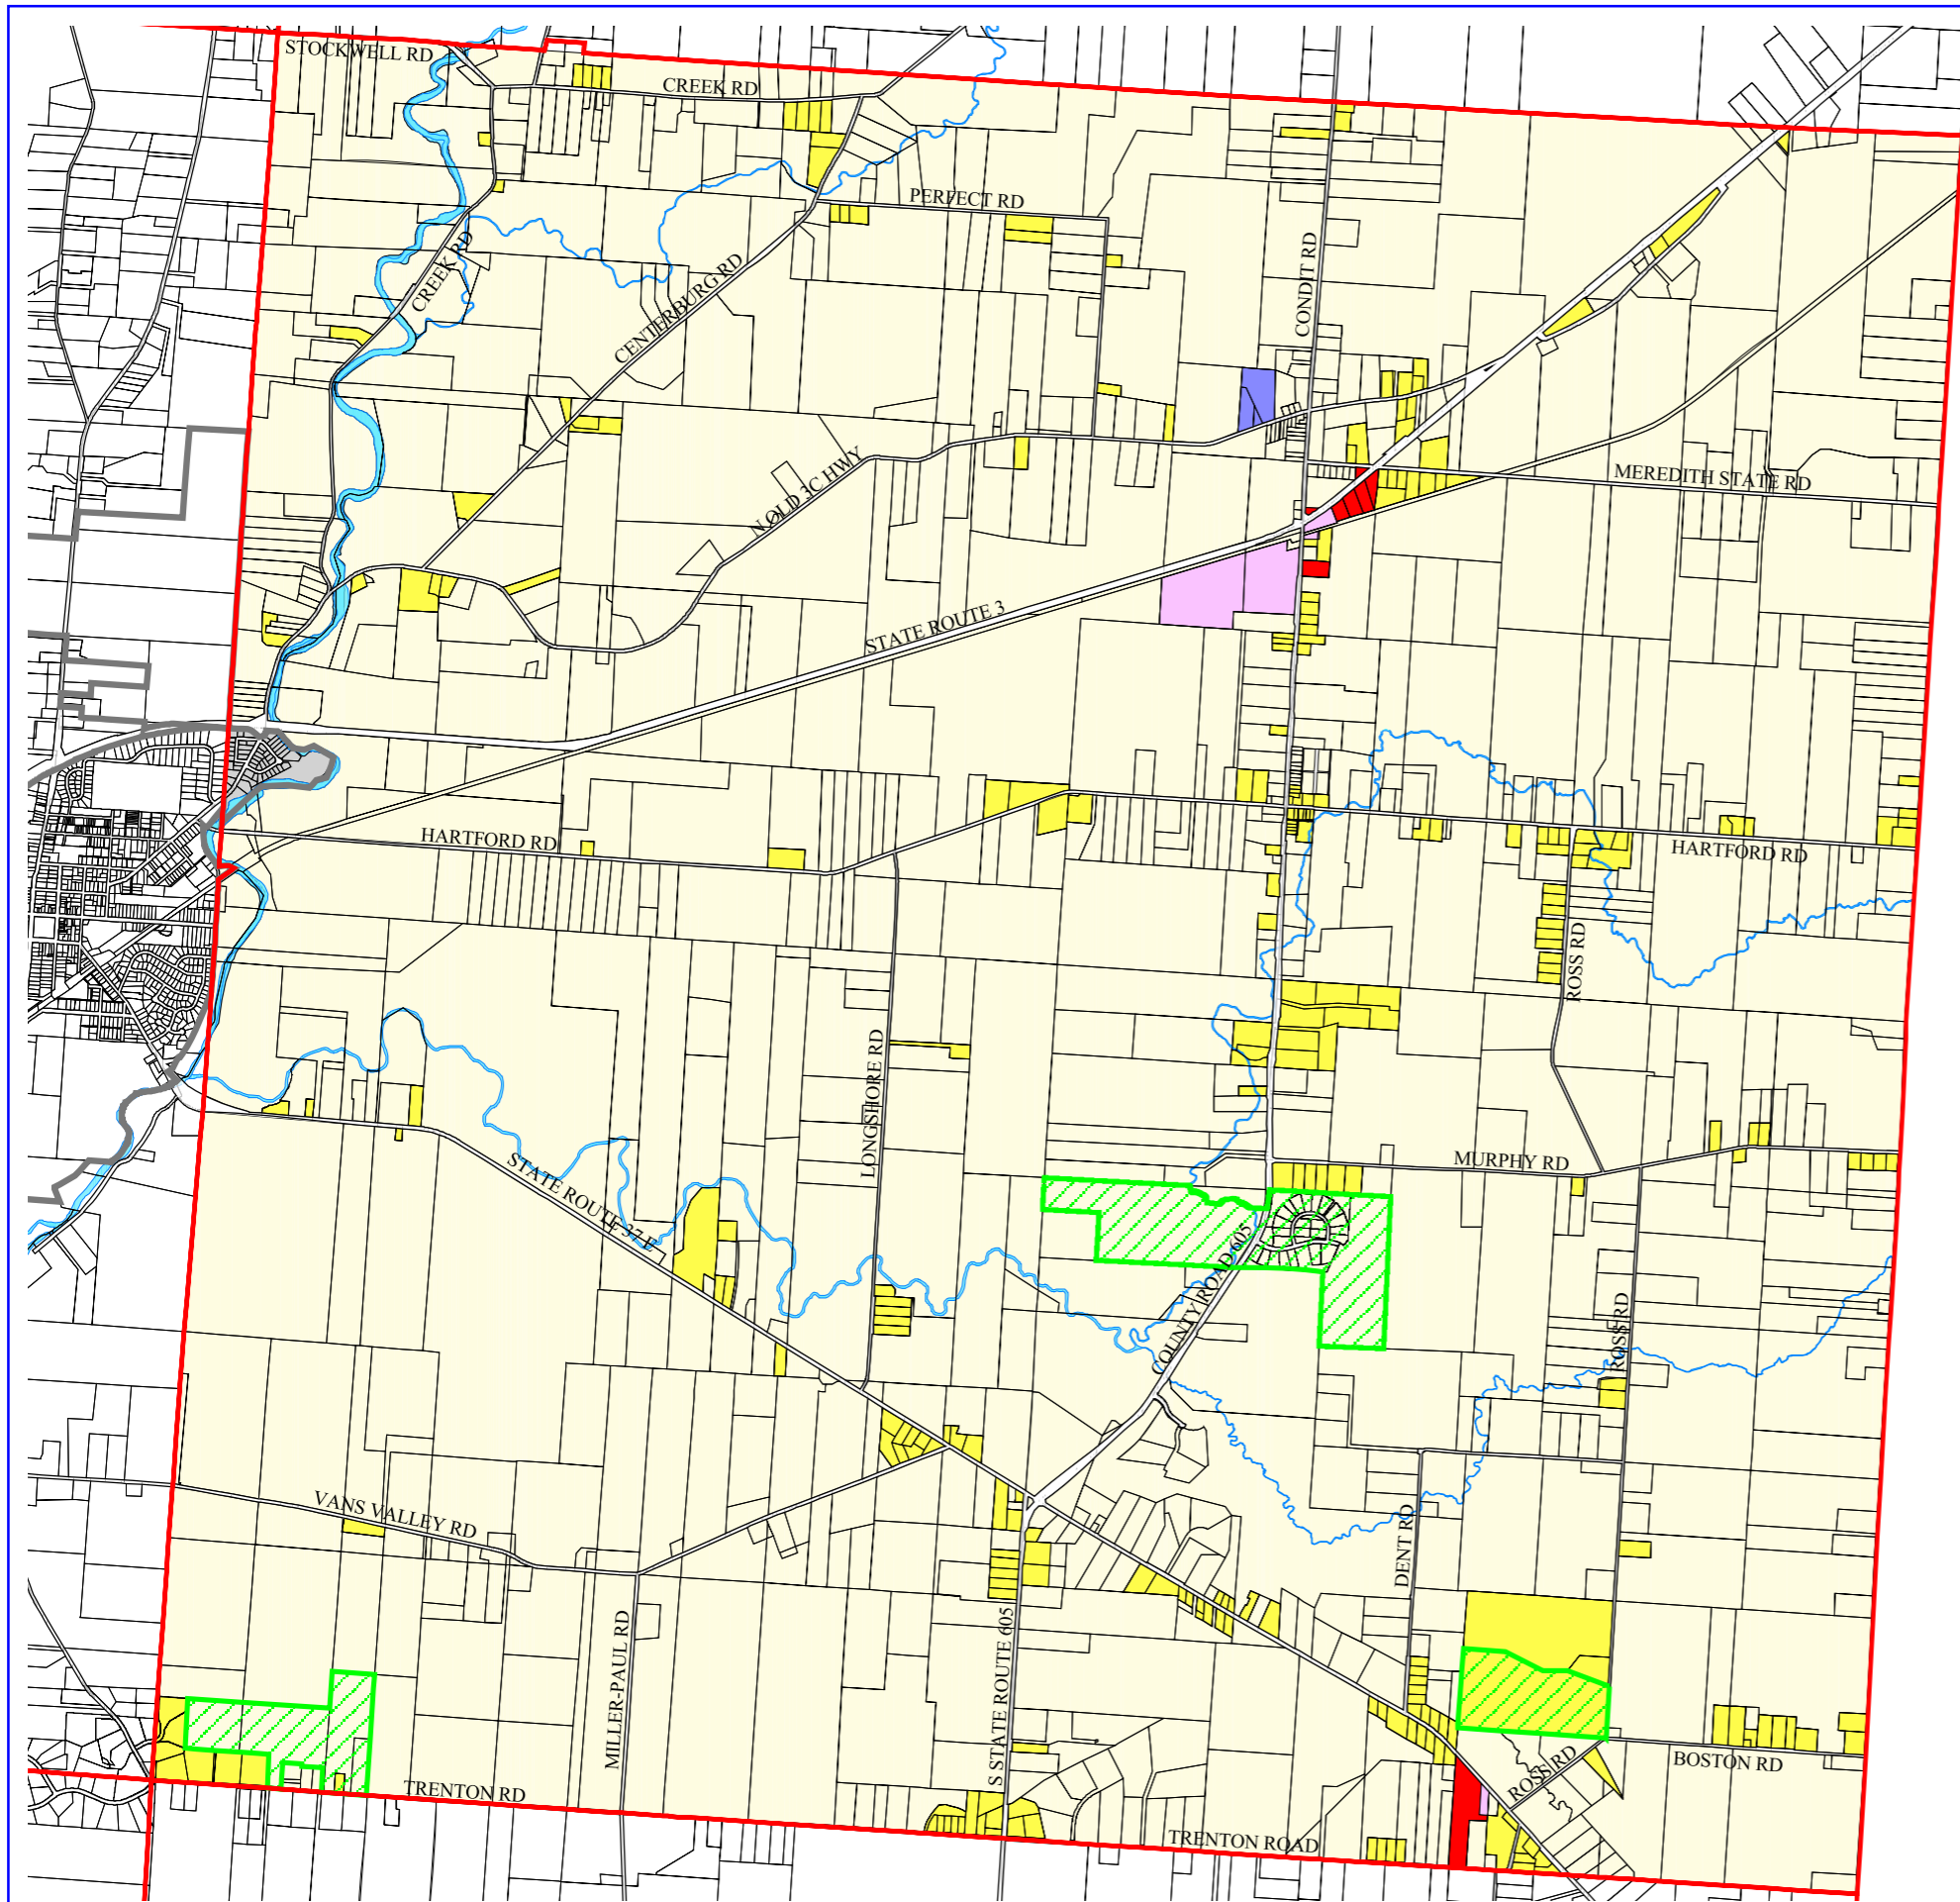 STOCKWELL RD
CREEK RD
PERFECT RD
CREEK RD
CENTERBURG RD
CONDIT RD
N OLD 3C HWY
MEREDITH STATE RD
STATE ROUTE 3
HARTFORD RD
HARTFORD RD
ROSS RD
LONGSHORE RD
MURPHY RD
STATE ROUTE 37 E
COUNTY ROAD 605
ROSS RD
VANS VALLEY RD
DENT RD
MILLER-PAUL RD
S STATE ROUTE 605
ROSS RD
BOSTON RD
TRENTON RD
TRENTON ROAD